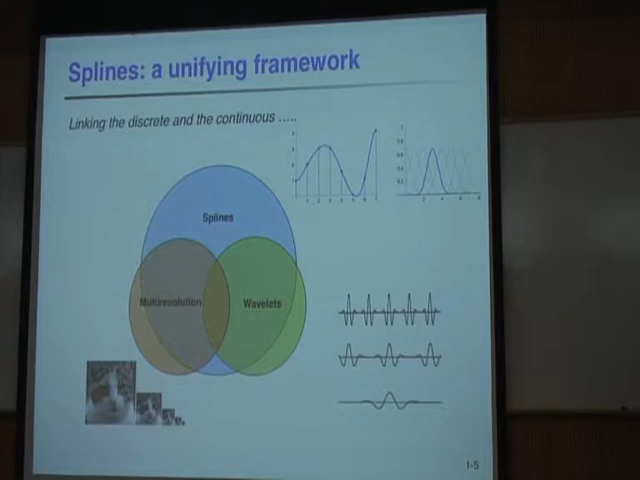 Splines: a unifying framework
Linking the discrete and the continuous .....
Splines
Multiresolution
Wavelets
1-5